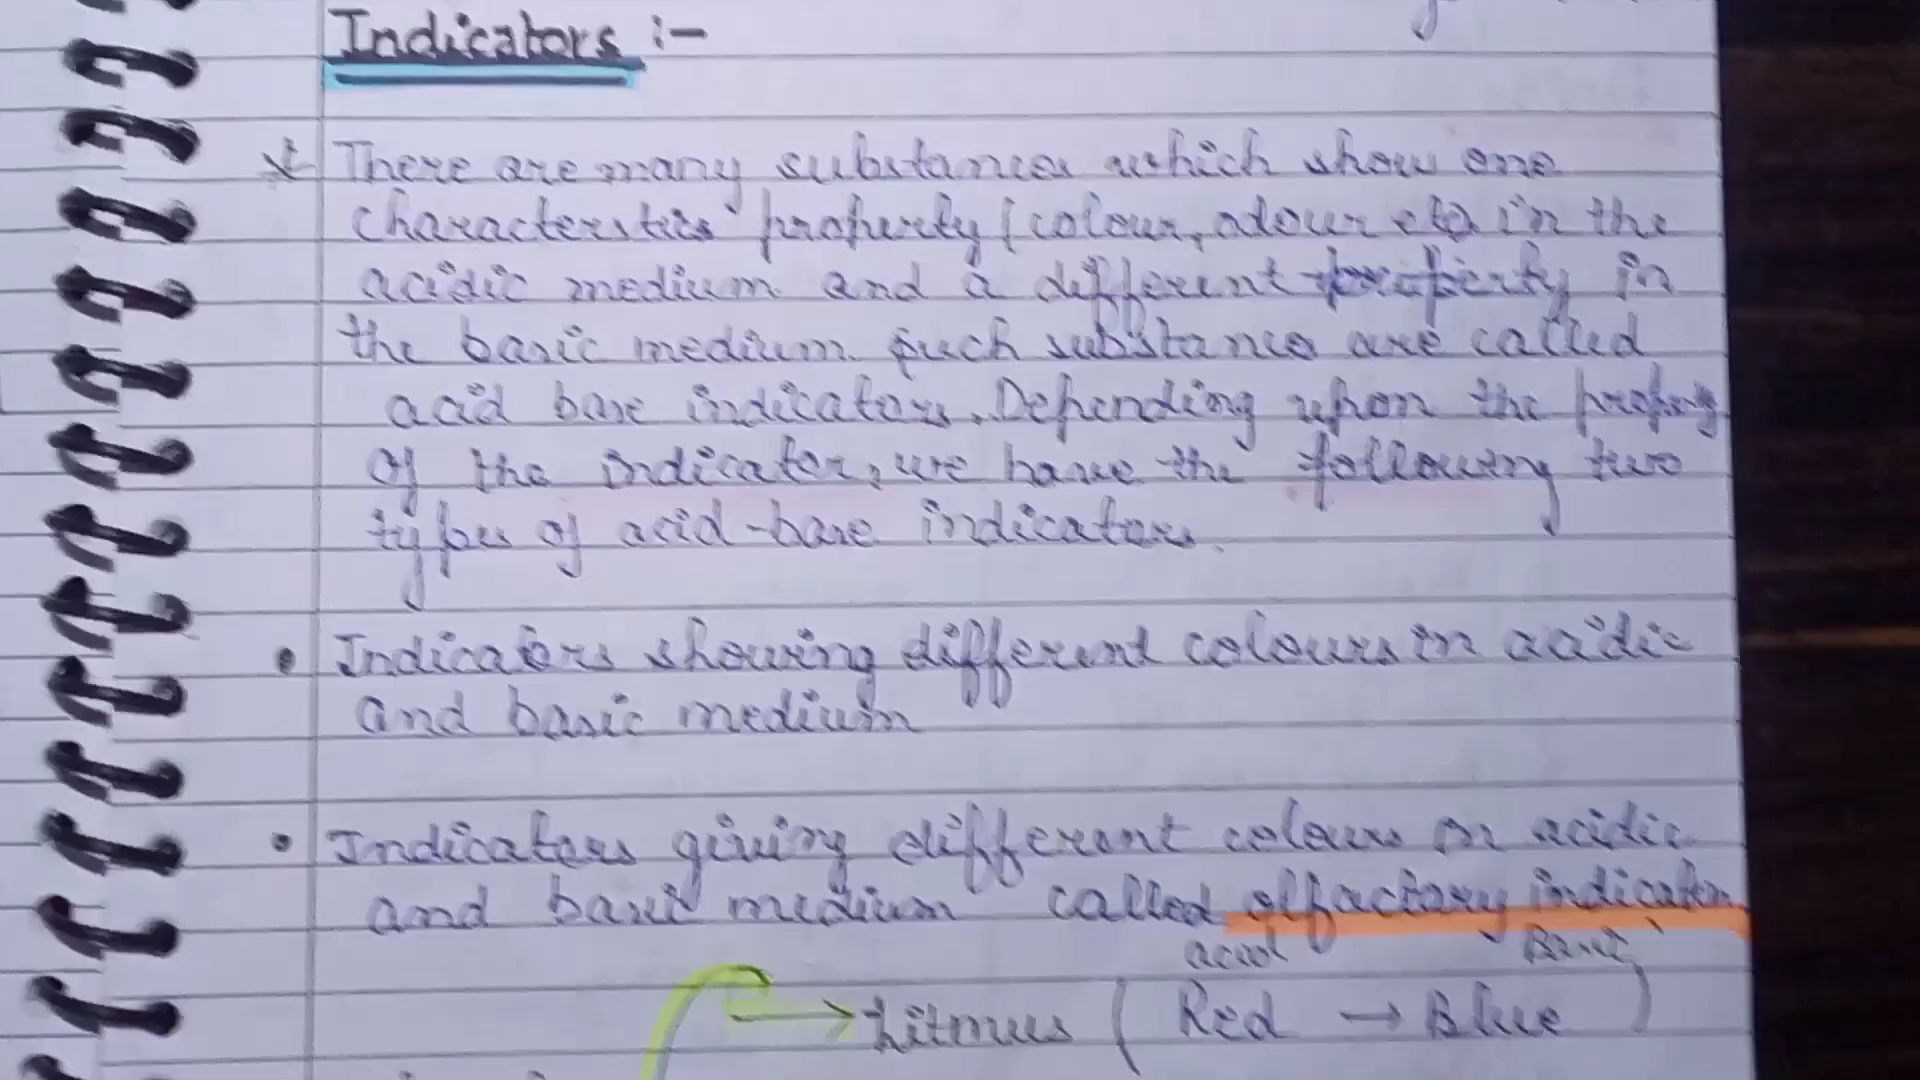 Indicators :-
There are many substances which show one
characterstics property (colour, odour etc) in the
acidic medium and a different property in
the basic medium. Such substances are called
acid base indicators. Depending upon the property
of the indicator, we have the following two
types of acid-base indicators.
• Indicators showing different colours in acidic
and basic medium
• Indicators giving different colours in acidic
and basic medium called olfactory indicator
acid Basic
→ Litmus ( Red → Blue )